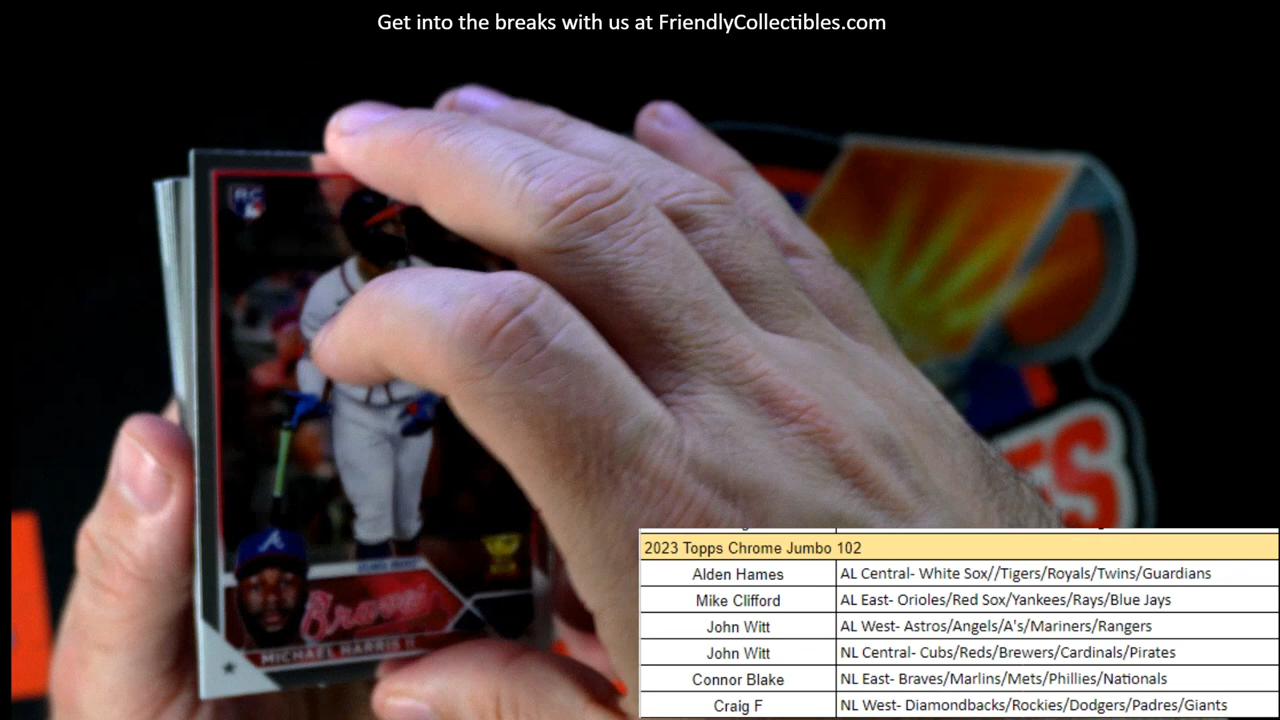 Get into the breaks with us at FriendlyCollectibles.com
RC
Braves
MICHAEL HARRIS II
ES
2023 Topps Chrome Jumbo 102
Alden Hames AL Central- White Sox//Tigers/Royals/Twins/Guardians
Mike Clifford AL East- Orioles/Red Sox/Yankees/Rays/Blue Jays
John Witt AL West- Astros/Angels/A's/Mariners/Rangers
John Witt NL Central- Cubs/Reds/Brewers/Cardinals/Pirates
Connor Blake NL East- Braves/Marlins/Mets/Phillies/Nationals
Craig F NL West- Diamondbacks/Rockies/Dodgers/Padres/Giants